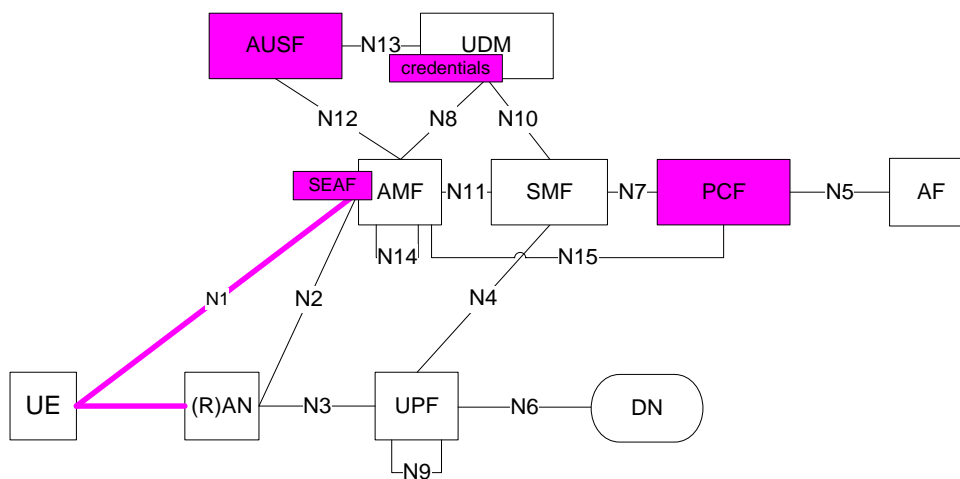 AUSF
N13
UDM
credentials
N12
N8
N10
SEAF
AMF
N11
SMF
N7
PCF
N5
AF
N14
N15
N1
N2
N4
UE
(R)AN
N3
UPF
N6
DN
N9